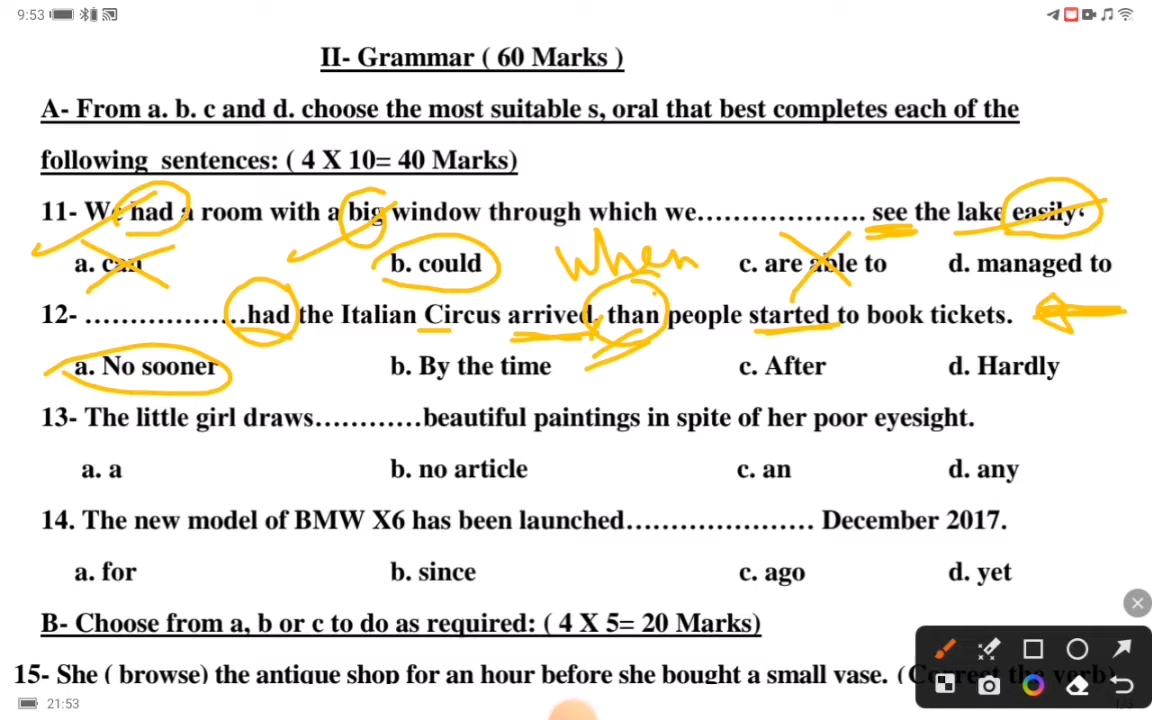 9:53
II- Grammar ( 60 Marks )
A- From a. b. c and d. choose the most suitable s, oral that best completes each of the
following sentences: ( 4 X 10= 40 Marks)
11- We had a room with a big window through which we………………. see the lake easily.
a. can b. could when c. are able to d. managed to
12- ……………….had the Italian Circus arrived, than people started to book tickets.
a. No sooner b. By the time c. After d. Hardly
13- The little girl draws…………beautiful paintings in spite of her poor eyesight.
a. a b. no article c. an d. any
14. The new model of BMW X6 has been launched………………… December 2017.
a. for b. since c. ago d. yet
B- Choose from a, b or c to do as required: ( 4 X 5= 20 Marks)
15- She ( browse) the antique shop for an hour before she bought a small vase. (Correct the verb)
21:53